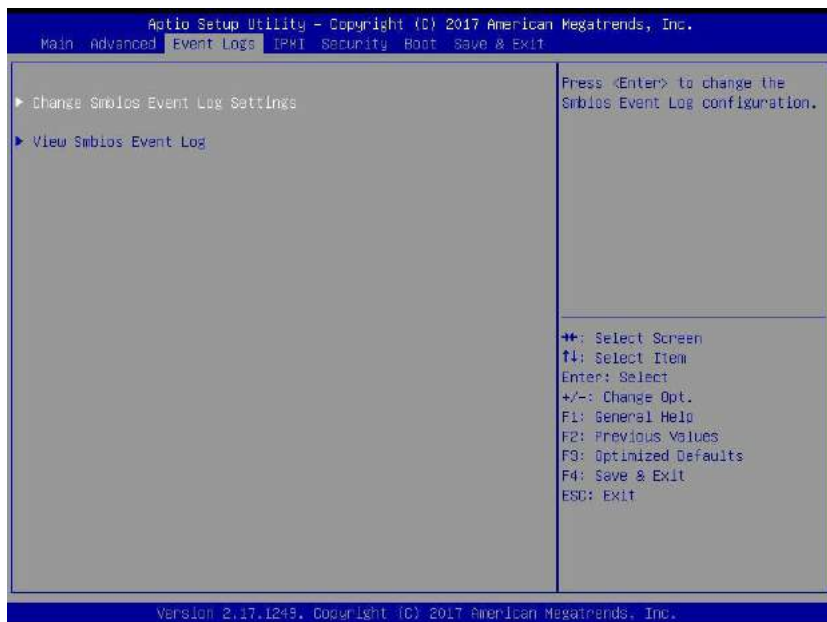 Aptio Setup Utility – Copyright (C) 2017 American Megatrends, Inc.
Main Advanced Event Logs IPMI Security Boot Save & Exit
Press <Enter> to change the
Smbios Event Log configuration.
▶ Change Smbios Event Log Settings
▶ View Smbios Event Log
→←: Select Screen
↑↓: Select Item
Enter: Select
+/-: Change Opt.
F1: General Help
F2: Previous Values
F3: Optimized Defaults
F4: Save & Exit
ESC: Exit
Version 2.17.1249. Copyright (C) 2017 American Megatrends, Inc.